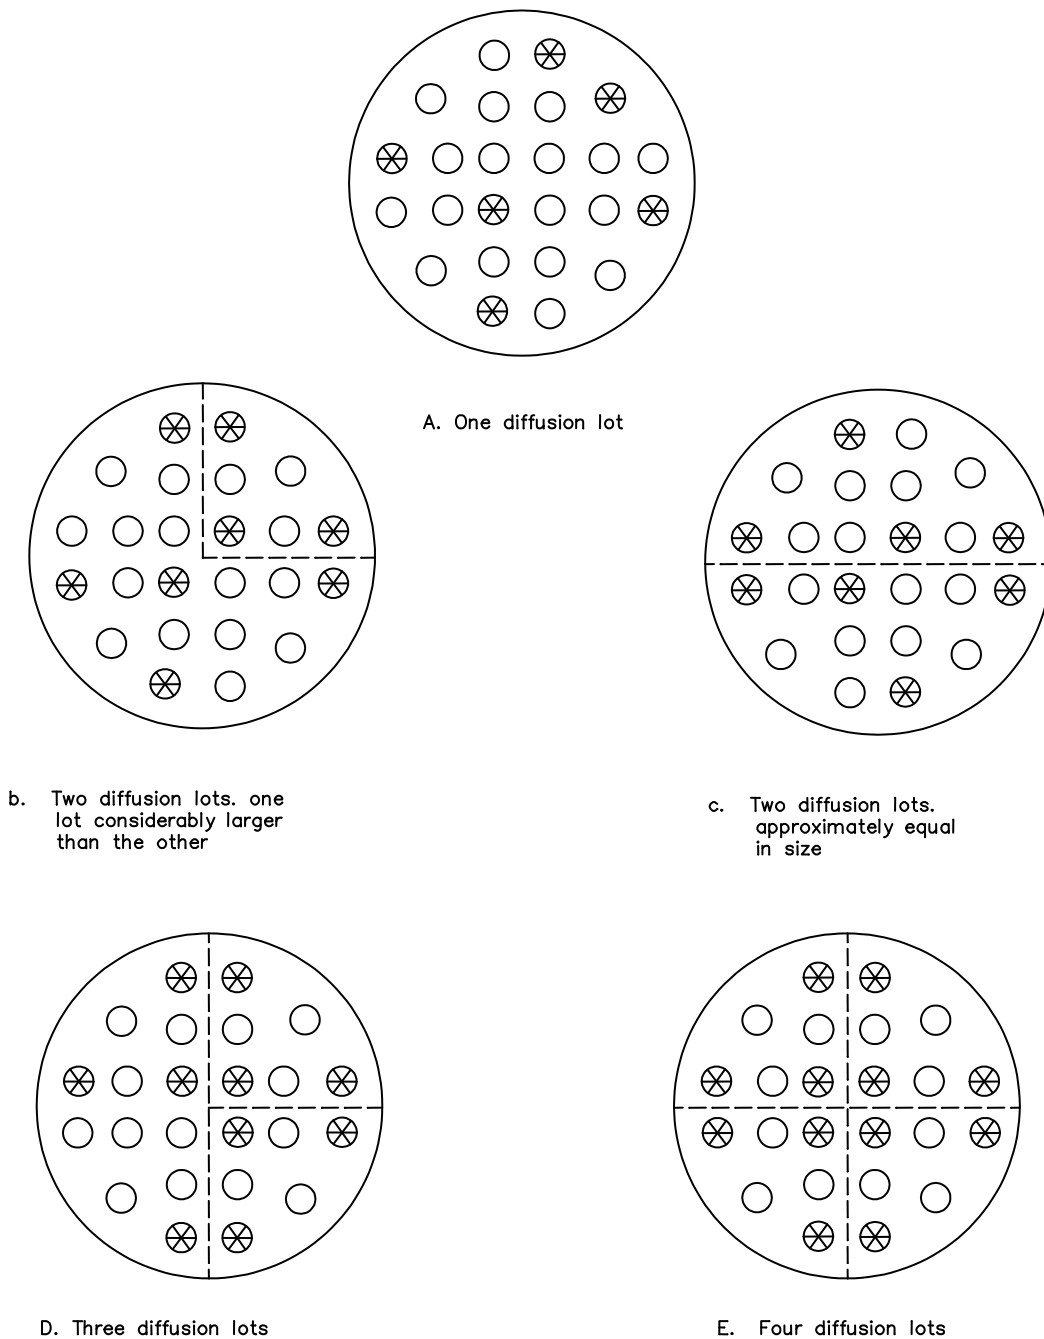 A. One diffusion lot
b. Two diffusion lots. one
lot considerably larger
than the other
c. Two diffusion lots.
approximately equal
in size
D. Three diffusion lots
E. Four diffusion lots